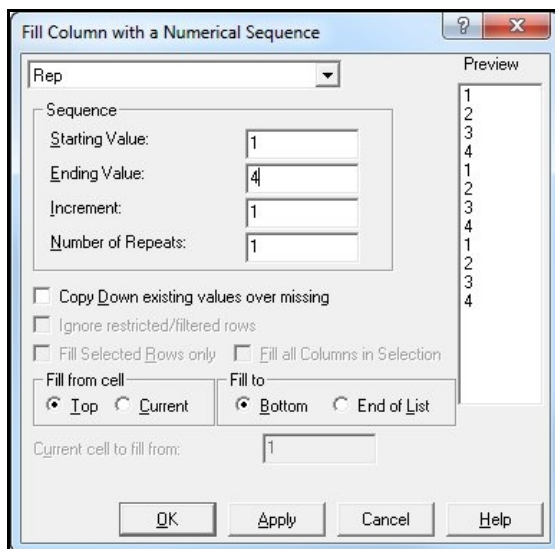 Fill Column with a Numerical Sequence
Rep
Preview
Sequence
Starting Value: 1
Ending Value: 4
Increment: 1
Number of Repeats: 1
1
2
3
4
1
2
3
4
1
2
3
4
Copy Down existing values over missing
Ignore restricted/filtered rows
Fill Selected Rows only Fill all Columns in Selection
Fill from cell Fill to
Top Current Bottom End of List
Current cell to fill from: 1
OK Apply Cancel Help